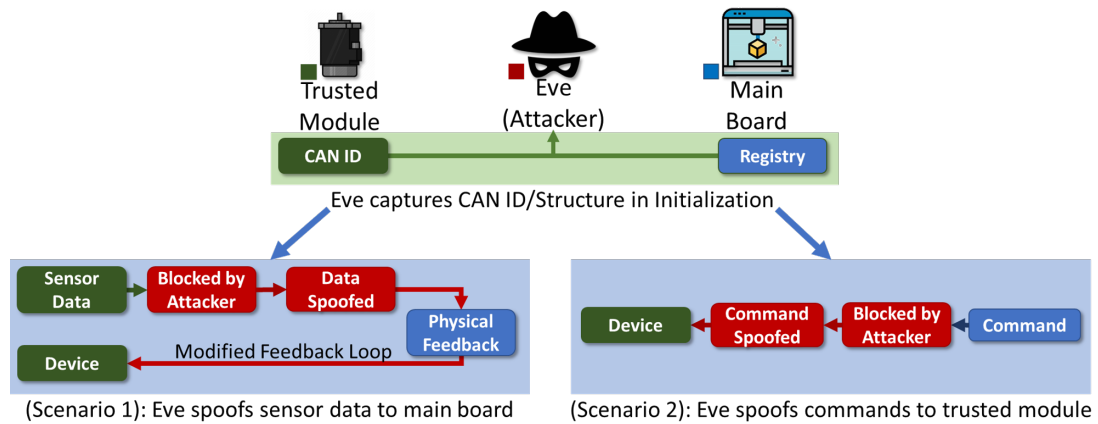 Trusted
Module
Eve
(Attacker)
Main
Board
CAN ID
Registry
Eve captures CAN ID/Structure in Initialization
Sensor
Data
Blocked by
Attacker
Data
Spoofed
Physical
Feedback
Device
Modified Feedback Loop
(Scenario 1): Eve spoofs sensor data to main board
Device
Command
Spoofed
Blocked by
Attacker
Command
(Scenario 2): Eve spoofs commands to trusted module